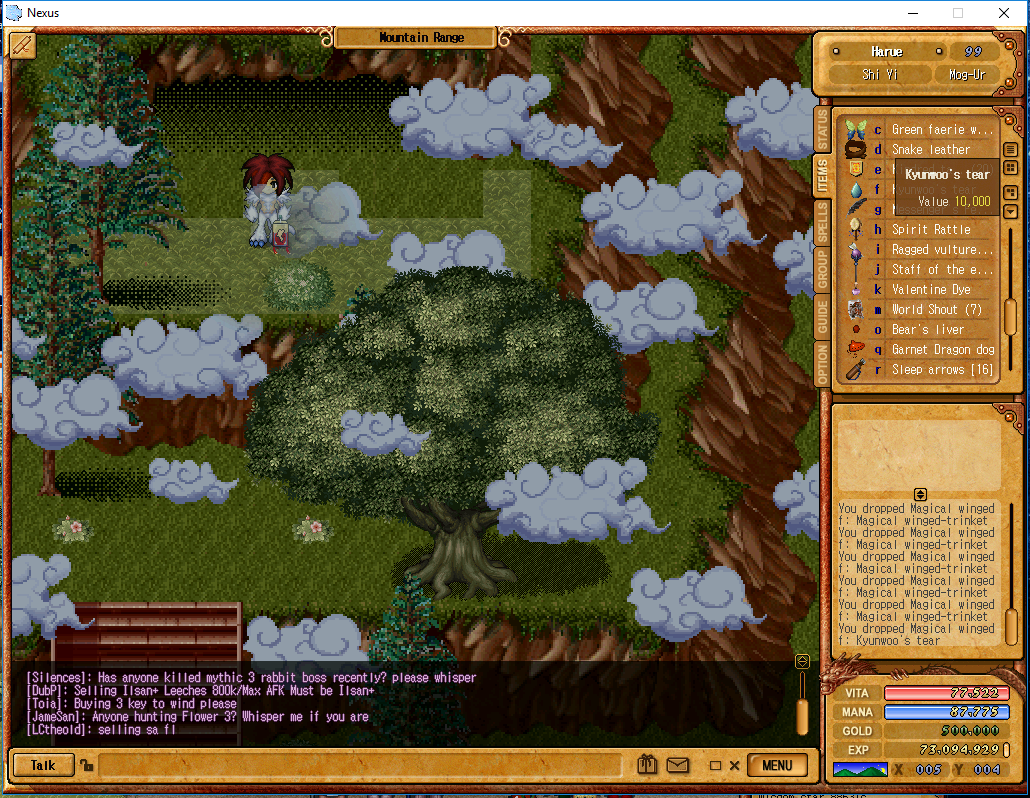 Nexus
Mountain Range
Harue 99
Shi Yi Mog-Ur
STATUS
ITEMS
SPELLS
GROUP
GUIDE
OPTION
c Green faerie w...
d Snake leather
e
f
g
Kyunwoo's tear
Value 10,000
h Spirit Rattle
i Ragged vulture...
j Staff of the e...
k Valentine Dye
m World Shout (7)
o Bear's liver
q Garnet Dragon dog
r Sleep arrows [16]
You dropped Magical winged
f: Magical winged-trinket
You dropped Magical winged
f: Magical winged-trinket
You dropped Magical winged
f: Magical winged-trinket
You dropped Magical winged
f: Magical winged-trinket
You dropped Magical winged
f: Magical winged-trinket
You dropped Magical winged
f: Kyunwoo's tear
[Silences]: Has anyone killed mythic 3 rabbit boss recently? please whisper
[DubP]: Selling Ilsan+ Leeches 800k/Max AFK Must be Ilsan+
[Toia]: Buying 3 key to wind please
[JameSan]: Anyone hunting Flower 3? Whisper me if you are
[LCtheold]: selling sa fl
VITA 77,522
MANA 87,775
GOLD 500,000
EXP 73,094,929
X 005 Y 004
Talk
MENU